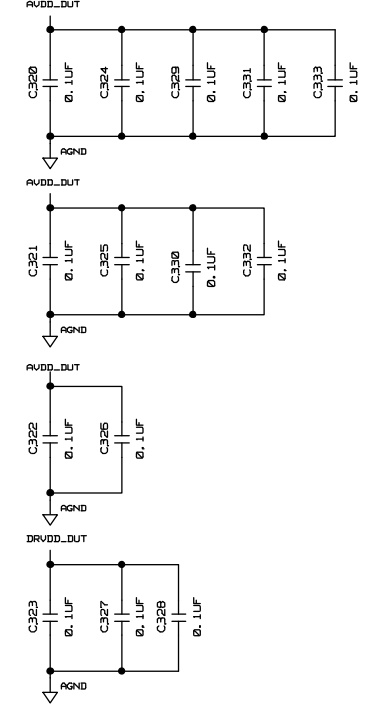 AVDD_DUT
C320
0.1UF
C324
0.1UF
C329
0.1UF
C331
0.1UF
C333
0.1UF
AGND
AVDD_DUT
C321
0.1UF
C325
0.1UF
C330
0.1UF
C332
0.1UF
AGND
AVDD_DUT
C322
0.1UF
C326
0.1UF
AGND
DRVDD_DUT
C323
0.1UF
C327
0.1UF
C328
0.1UF
AGND